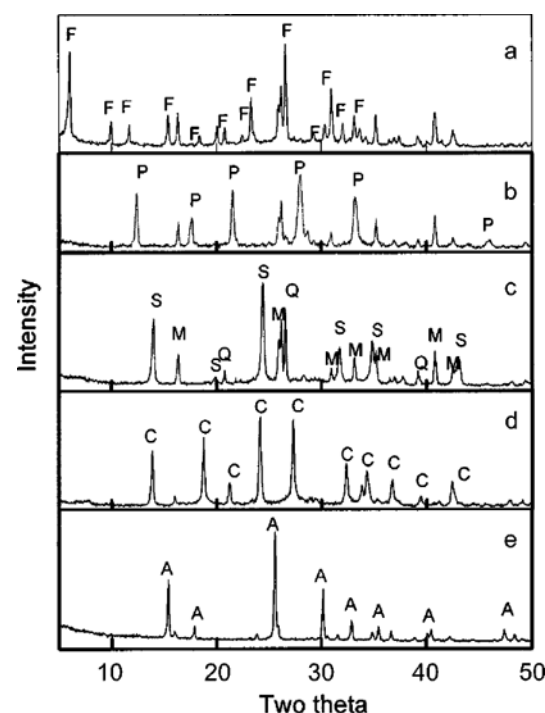 F F F F F F F F F F F F a
P P P P P P b
S M S Q S Q M M S M S M M Q M M S c
C C C C C C C C C C d
A A A A A A A A e
Intensity
10 20 30 40 50
Two theta